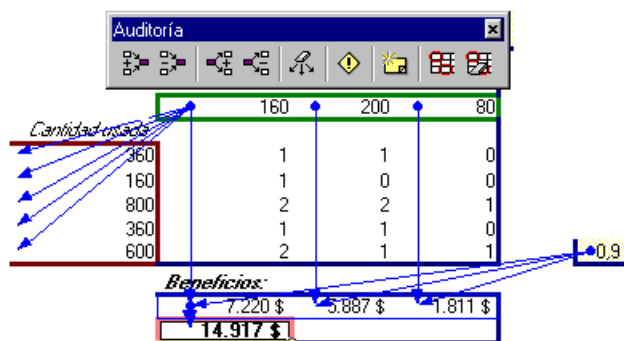 Auditoría
160 200 80
Cantidad usada
360 1 1 0
160 1 0 0
800 2 2 1
360 1 1 0
600 2 1 1
0,9
Beneficios:
7.220 $ 5.887 $ 1.811 $
14.917 $